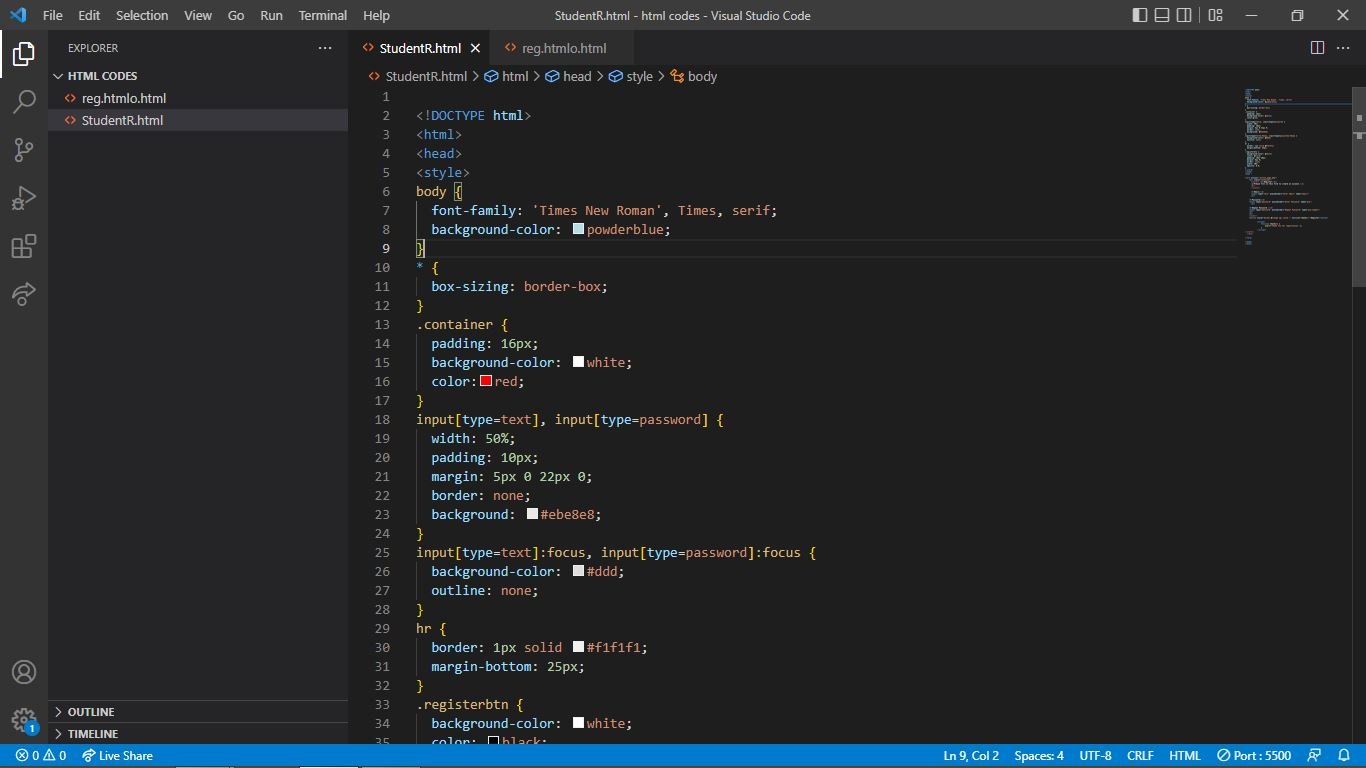 File Edit Selection View Go Run Terminal Help
StudentR.html - html codes - Visual Studio Code
EXPLORER
HTML CODES
reg.htmlo.html
StudentR.html
OUTLINE
TIMELINE
StudentR.html
reg.htmlo.html
StudentR.html > html > head > style > body
1
2 <!DOCTYPE html>
3 <html>
4 <head>
5 <style>
6 body {
7 font-family: 'Times New Roman', Times, serif;
8 background-color: powderblue;
9 }
10 * {
11 box-sizing: border-box;
12 }
13 .container {
14 padding: 16px;
15 background-color: white;
16 color: red;
17 }
18 input[type=text], input[type=password] {
19 width: 50%;
20 padding: 10px;
21 margin: 5px 0 22px 0;
22 border: none;
23 background: #ebe8e8;
24 }
25 input[type=text]:focus, input[type=password]:focus {
26 background-color: #ddd;
27 outline: none;
28 }
29 hr {
30 border: 1px solid #f1f1f1;
31 margin-bottom: 25px;
32 }
33 .registerbtn {
34 background-color: white;
35 color: black;
1
0 0 Live Share
Ln 9, Col 2 Spaces: 4 UTF-8 CRLF HTML Port : 5500